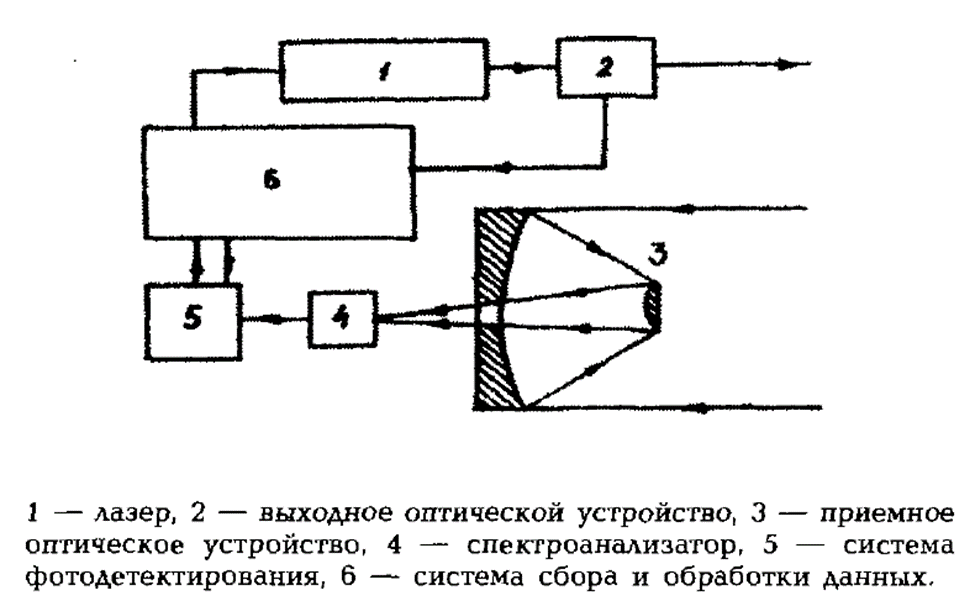 1
2
6
3
5
4
1 — лазер, 2 — выходное оптической устройство, 3 — приемное
оптическое устройство, 4 — спектроанализатор, 5 — система
фотодетектирования, 6 — система сбора и обработки данных.